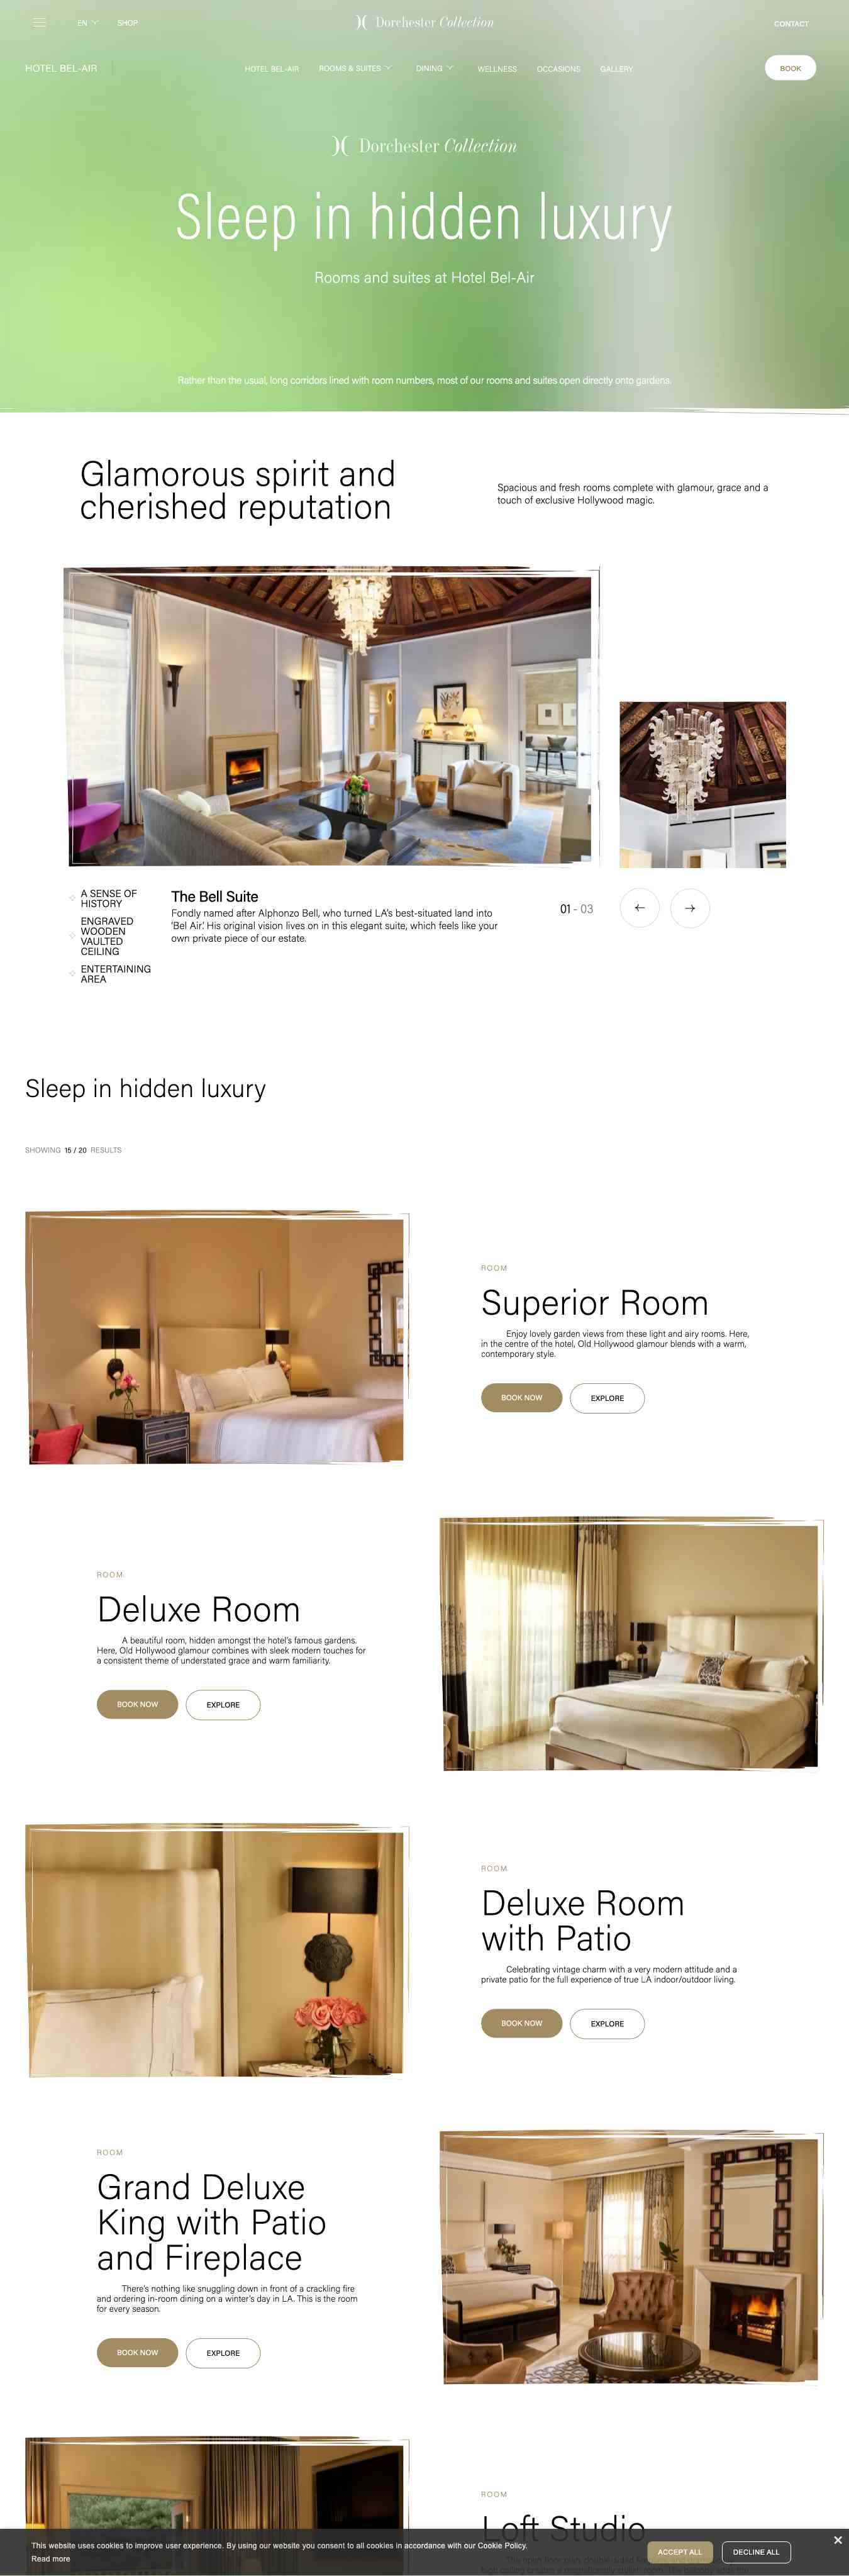 EN
SHOP
Dorchester Collection
CONTACT
HOTEL BEL-AIR
HOTEL BEL-AIR
ROOMS & SUITES
DINING
WELLNESS
OCCASIONS
GALLERY
BOOK
Dorchester Collection
Sleep in hidden luxury
Rooms and suites at Hotel Bel-Air
Rather than the usual, long corridors lined with room numbers, most of our rooms and suites open directly onto gardens.
Glamorous spirit and
cherished reputation
Spacious and fresh rooms complete with glamour, grace and a
touch of exclusive Hollywood magic.
A SENSE OF
HISTORY
ENGRAVED
WOODEN
VAULTED
CEILING
ENTERTAINING
AREA
The Bell Suite
Fondly named after Alphonzo Bell, who turned LA's best-situated land into
'Bel Air.' His original vision lives on in this elegant suite, which feels like your
own private piece of our estate.
01 - 03
Sleep in hidden luxury
SHOWING 15 / 20 RESULTS
ROOM
Superior Room
Enjoy lovely garden views from these light and airy rooms. Here,
in the centre of the hotel, Old Hollywood glamour blends with a warm,
contemporary style.
BOOK NOW
EXPLORE
ROOM
Deluxe Room
A beautiful room, hidden amongst the hotel's famous gardens.
Here, Old Hollywood glamour combines with sleek modern touches for
a consistent theme of understated grace and warm familiarity.
BOOK NOW
EXPLORE
ROOM
Deluxe Room
with Patio
Celebrating vintage charm with a very modern attitude and a
private patio for the full experience of true LA indoor/outdoor living.
BOOK NOW
EXPLORE
ROOM
Grand Deluxe
King with Patio
and Fireplace
There's nothing like snuggling down in front of a crackling fire
and ordering in-room dining on a winter's day in LA. This is the room
for every season.
BOOK NOW
EXPLORE
ROOM
Loft Studio
This website uses cookies to improve user experience. By using our website you consent to all cookies in accordance with our Cookie Policy.
Read more
ACCEPT ALL
DECLINE ALL